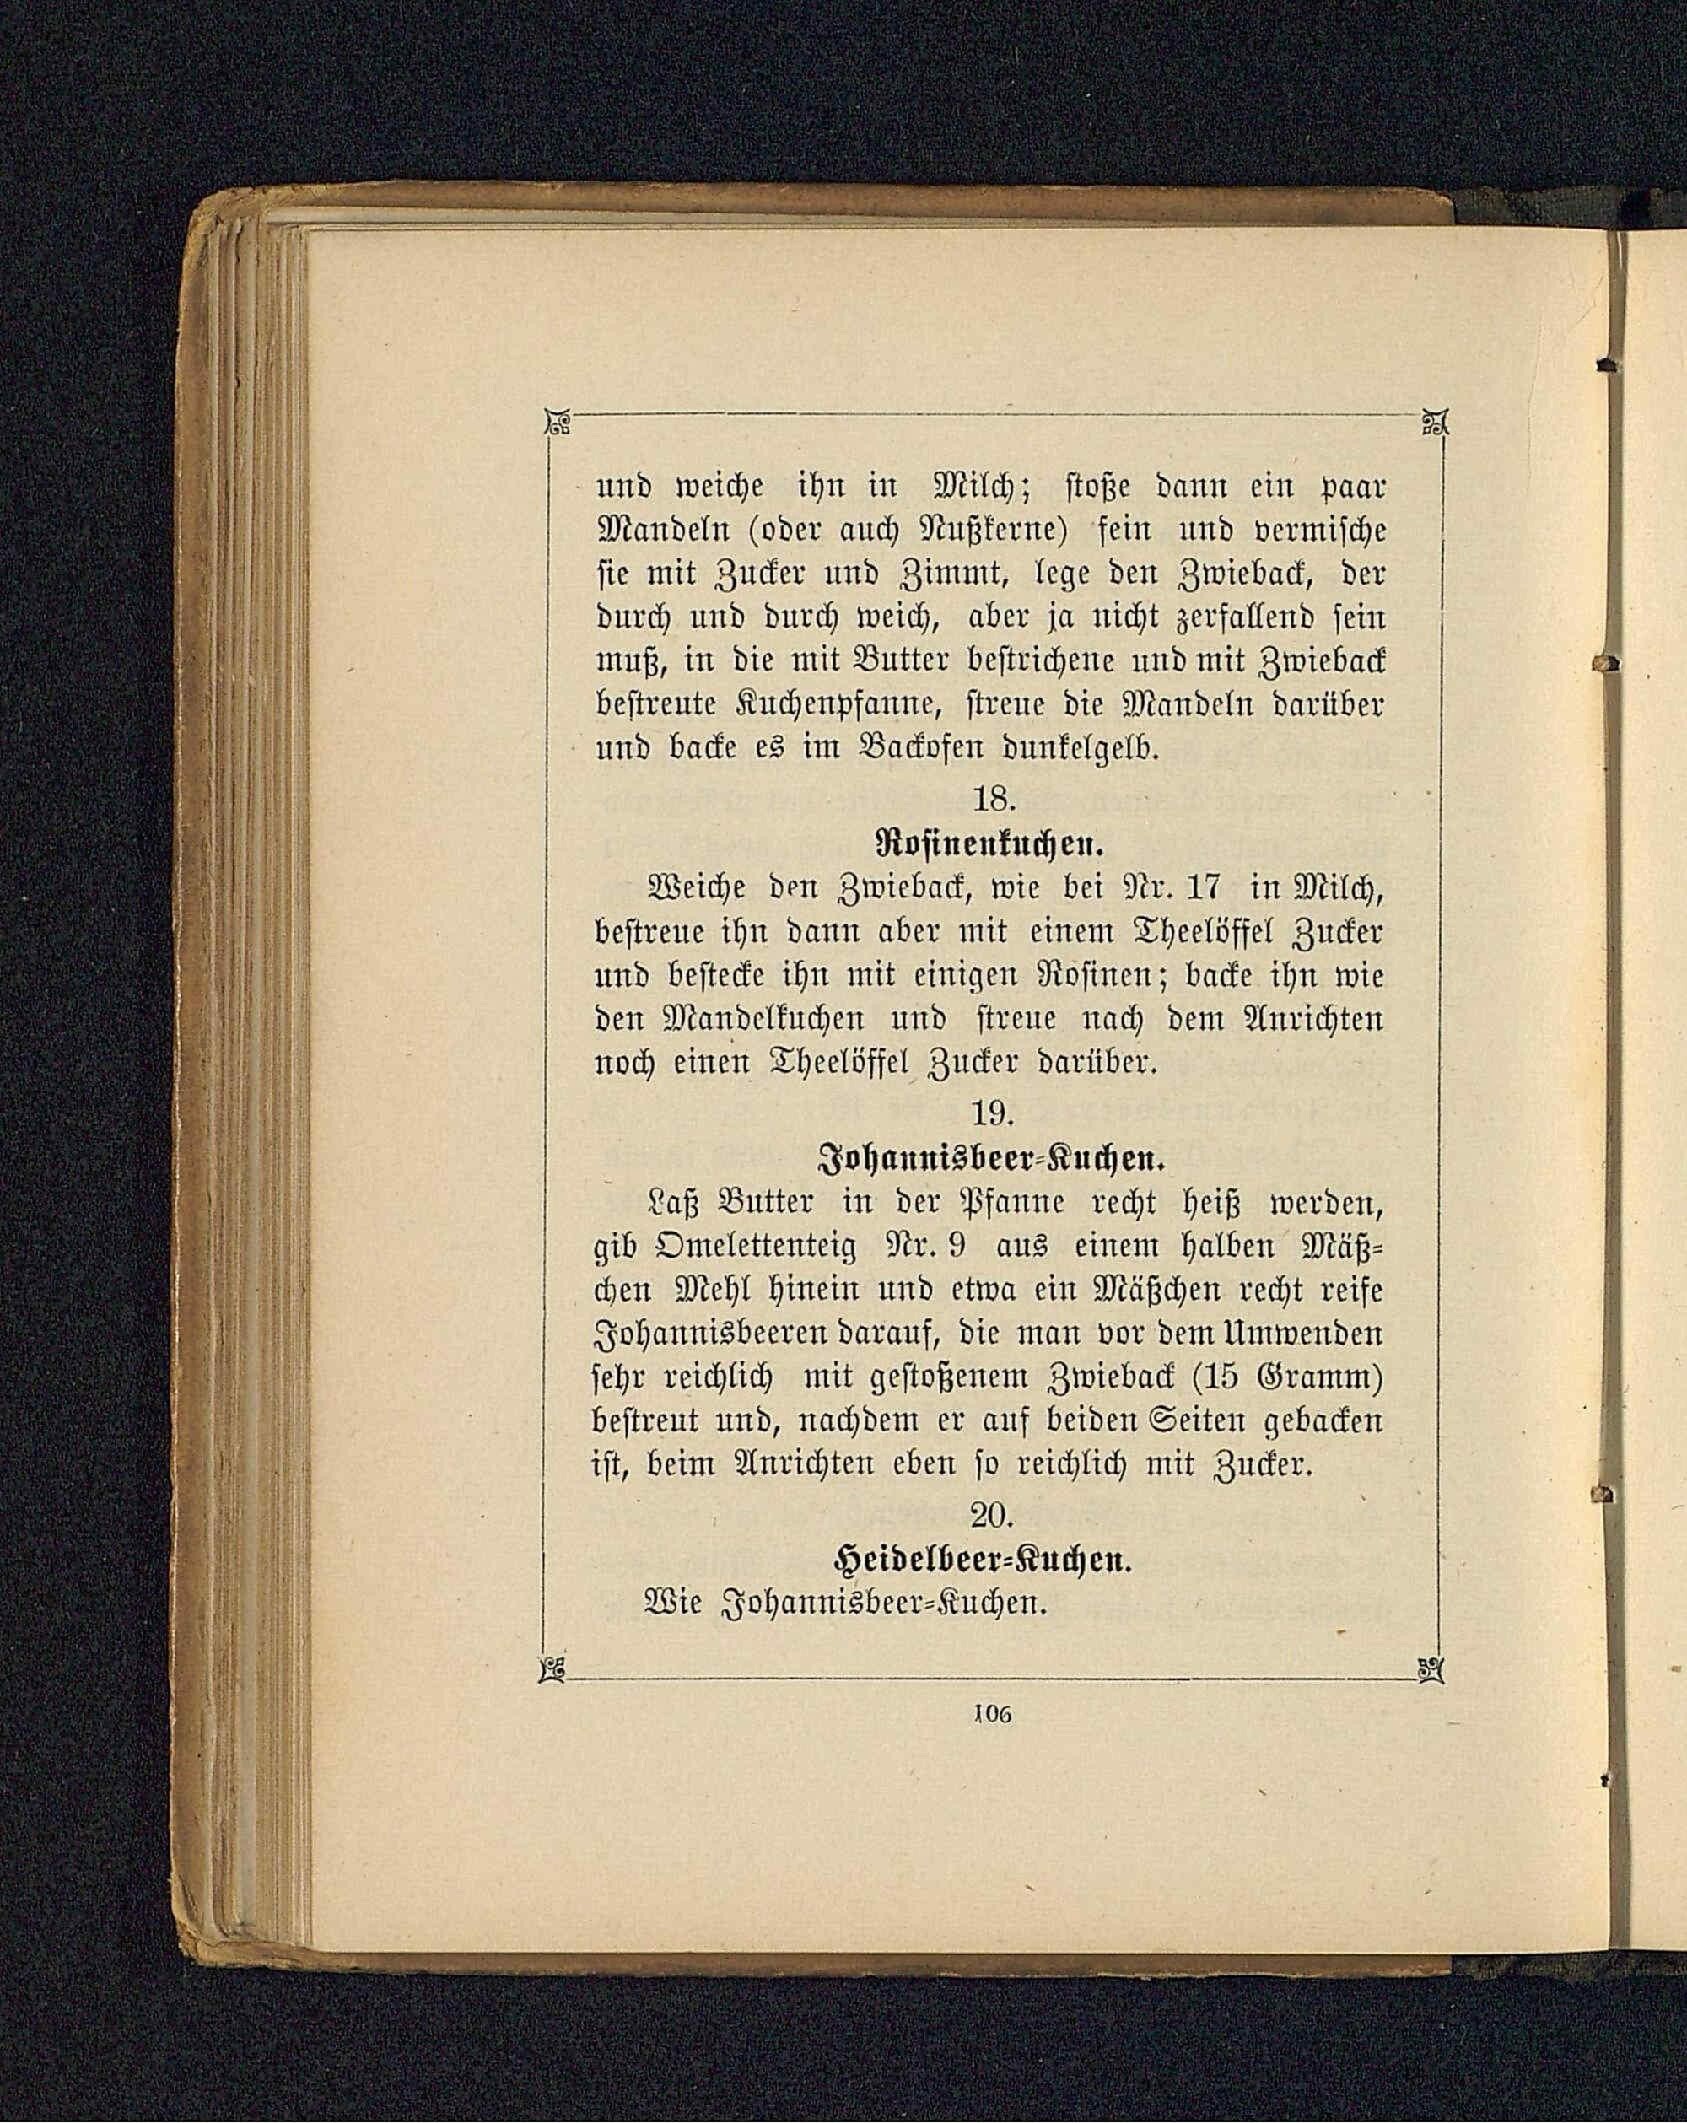 und weiche ihn in Milch; stoße dann ein paar
Mandeln (oder auch Nußkerne) fein und vermische
sie mit Zucker und Zimmt, lege den Zwieback, der
durch und durch weich, aber ja nicht zerfallend sein
muß, in die mit Butter bestrichene und mit Zwieback
bestreute Kuchenpfanne, streue die Mandeln darüber
und backe es im Backofen dunkelgelb.
18.
Rosinenkuchen.
Weiche den Zwieback, wie bei Nr. 17 in Milch,
bestreue ihn dann aber mit einem Theelöffel Zucker
und bestecke ihn mit einigen Rosinen; backe ihn wie
den Mandelkuchen und streue nach dem Anrichten
noch einen Theelöffel Zucker darüber.
19.
Johannisbeer-Kuchen.
Laß Butter in der Pfanne recht heiß werden,
gib Omelettenteig Nr. 9 aus einem halben Mäß-
chen Mehl hinein und etwa ein Mäßchen recht reife
Johannisbeeren darauf, die man vor dem Umwenden
sehr reichlich mit gestoßenem Zwieback (15 Gramm)
bestreut und, nachdem er auf beiden Seiten gebacken
ist, beim Anrichten eben so reichlich mit Zucker.
20.
Heidelbeer-Kuchen.
Wie Johannisbeer-Kuchen.
106